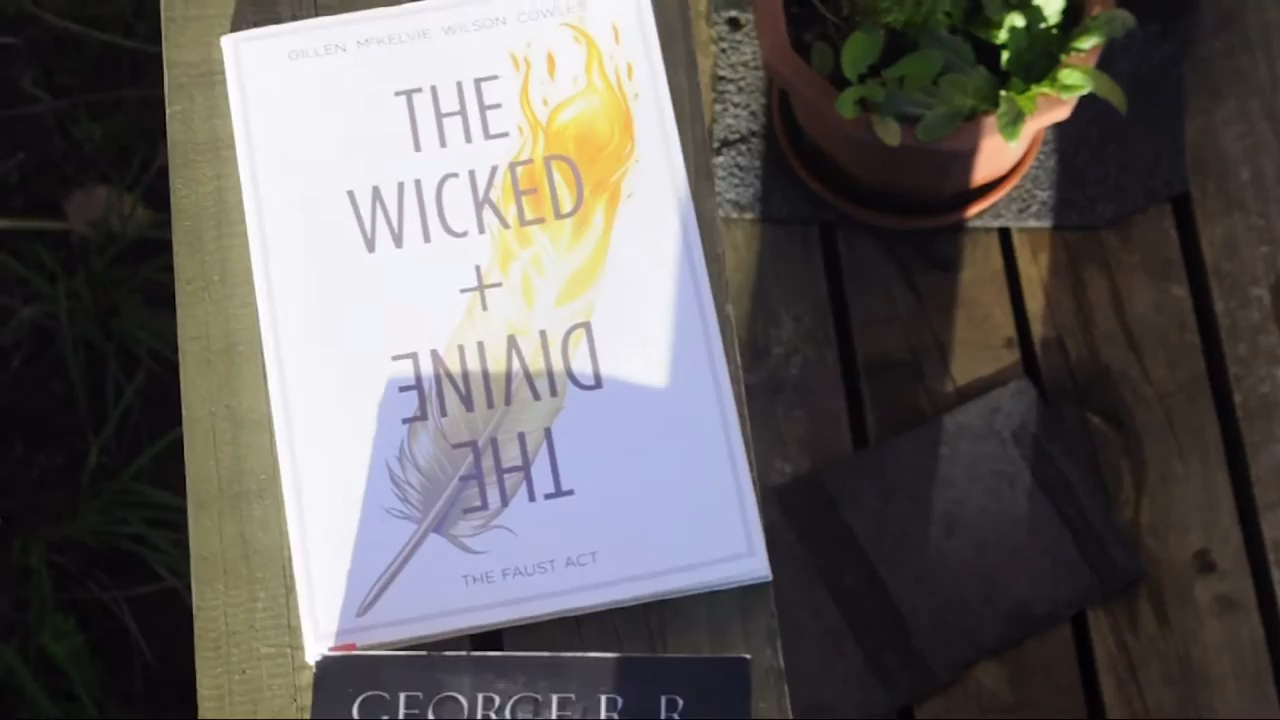 GILLEN McKELVIE WILSON COWLES
THE
WICKED
+
DIVINE
THE
THE FAUST ACT
GEORGE R. R.